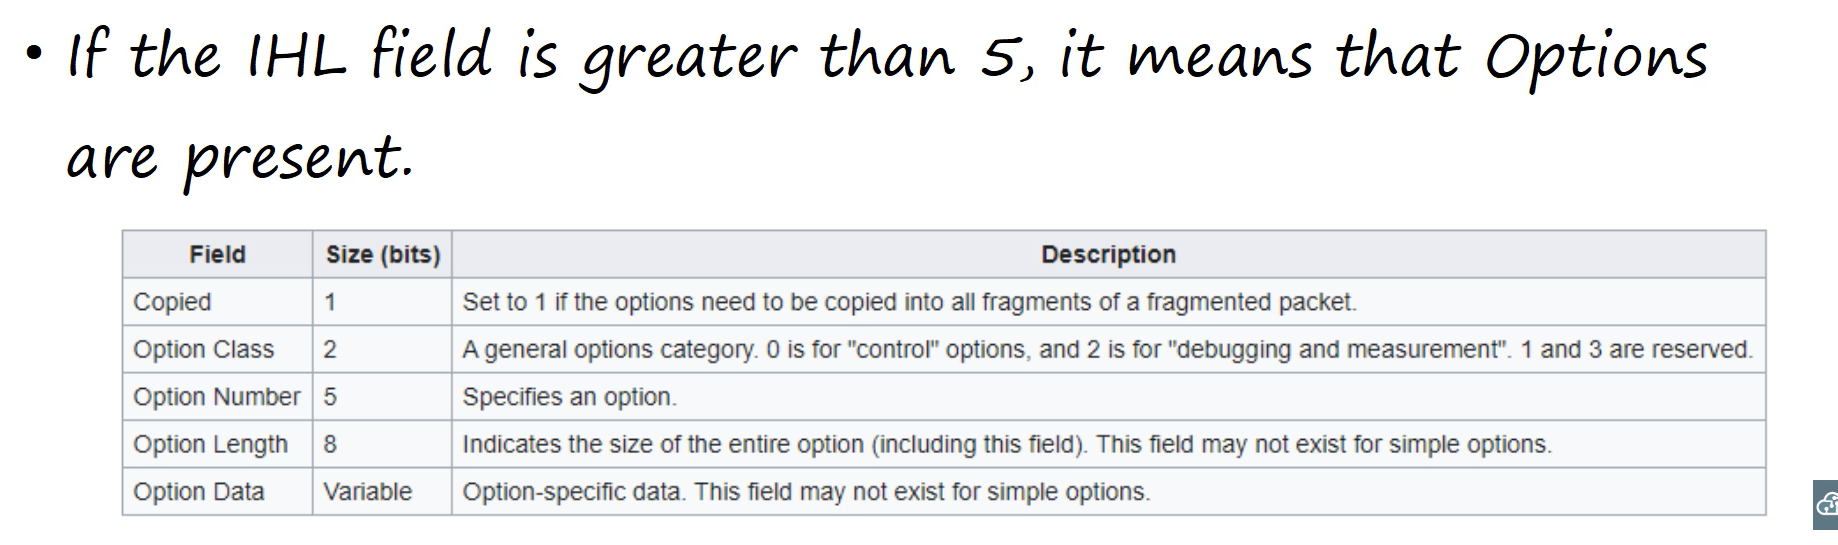 • If the IHL field is greater than 5, it means that Options
are present.
Field Size (bits) Description
Copied 1 Set to 1 if the options need to be copied into all fragments of a fragmented packet.
Option Class 2 A general options category. 0 is for "control" options, and 2 is for "debugging and measurement". 1 and 3 are reserved.
Option Number 5 Specifies an option.
Option Length 8 Indicates the size of the entire option (including this field). This field may not exist for simple options.
Option Data Variable Option-specific data. This field may not exist for simple options.